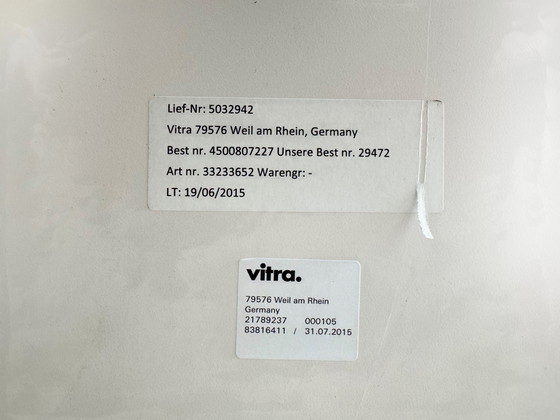 Lief-Nr: 5032942
Vitra 79576 Weil am Rhein, Germany
Best nr. 4500807227 Unsere Best nr. 29472
Art nr. 33233652 Warengr: -
LT: 19/06/2015
vitra.
79576 Weil am Rhein
Germany
21789237 000105
83816411 / 31.07.2015